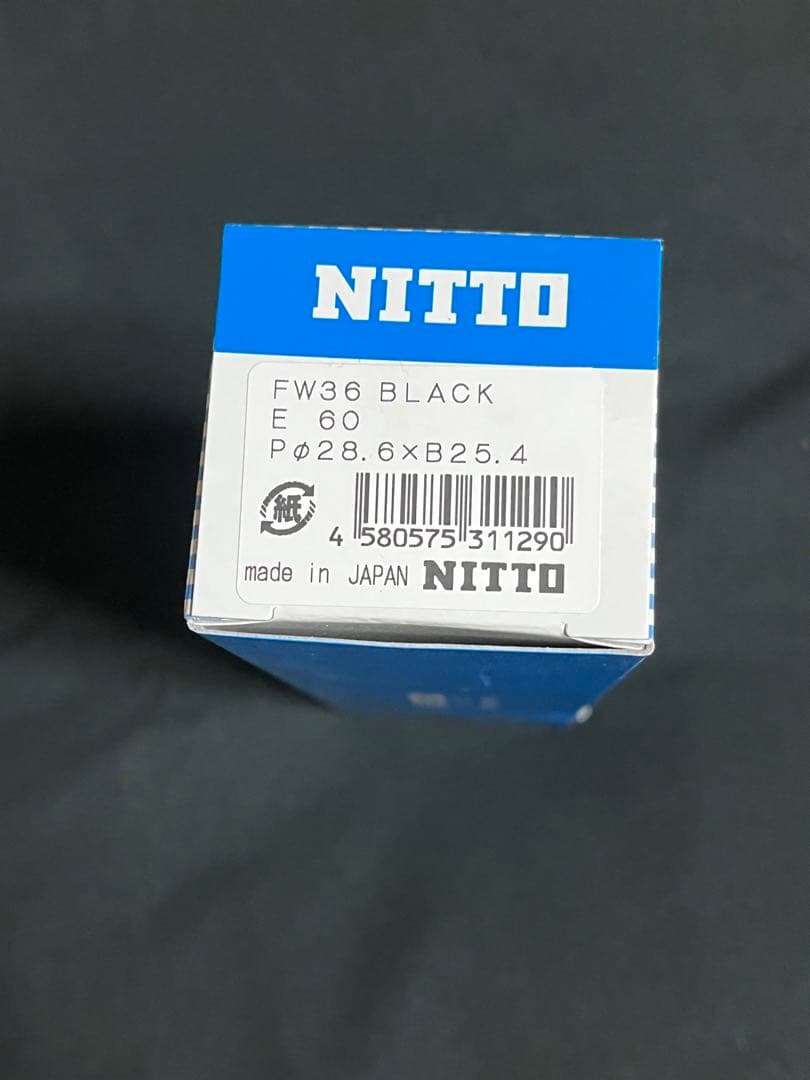 NITTO
FW36 BLACK
E 60
Pφ28.6×B25.4
紙
4 580575 311290
made in JAPAN NITTO